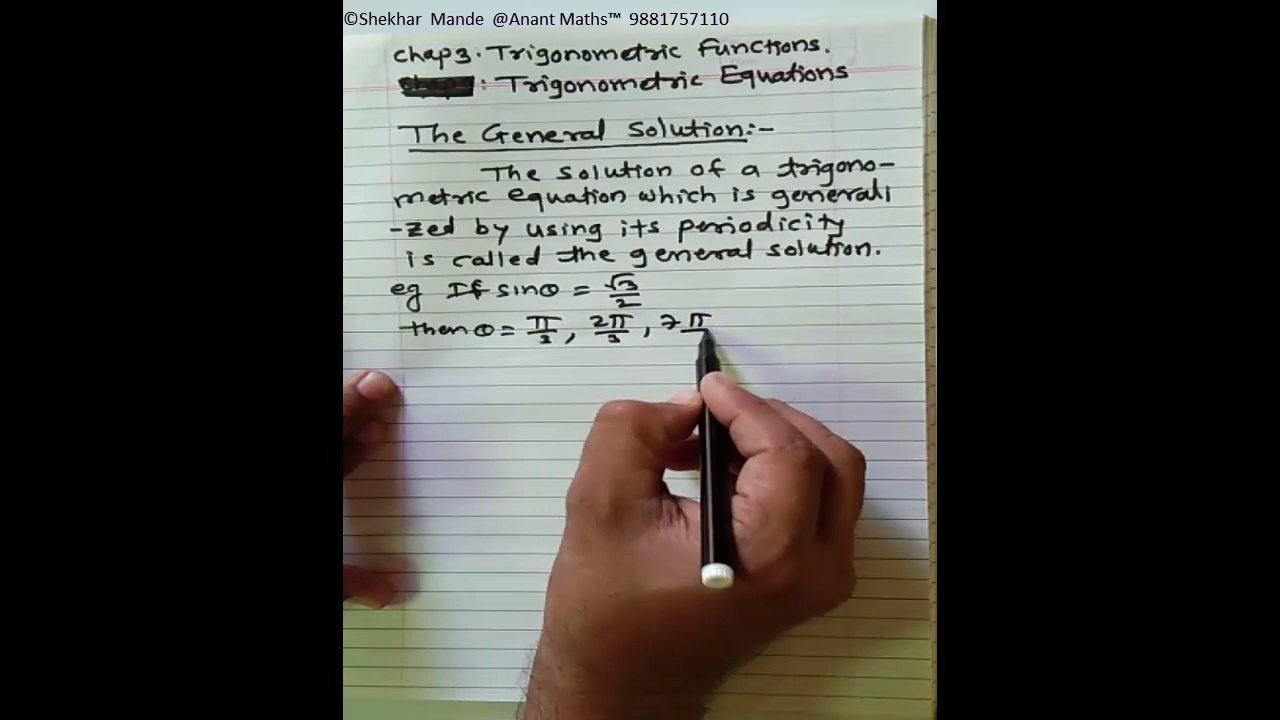 ©Shekhar Mande @Anant Maths™ 9881757110
Chap 3. Trigonometric Functions.
: Trigonometric Equations
The General Solution:-
The solution of a trigono-
metric equation which is generali
-zed by using its periodicity
is called the general solution.
eg If sinθ = √3/2
then θ = π/3, 2π/3, 7π